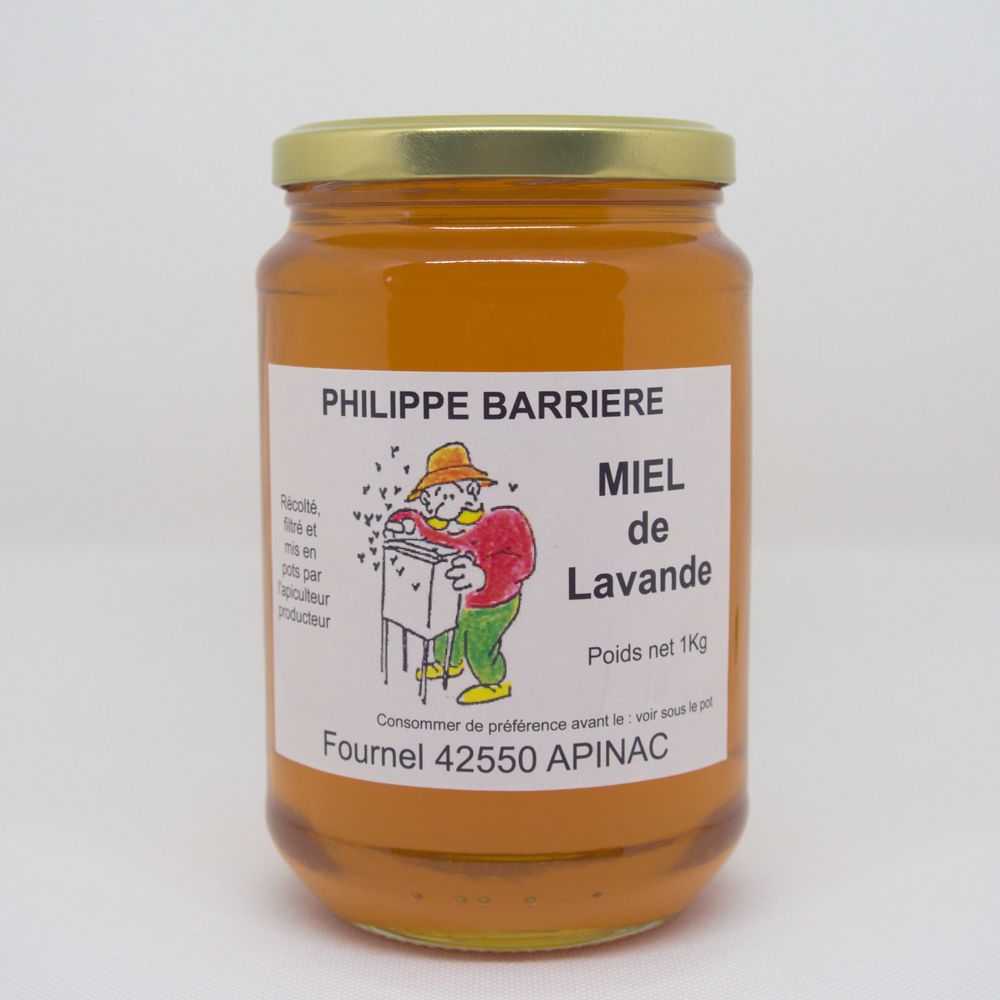 PHILIPPE BARRIERE
Récolté,
filtré et
mis en
pots par
l'apiculteur
producteur
MIEL
de
Lavande
Poids net 1Kg
Consommer de préférence avant le : voir sous le pot
Fournel 42550 APINAC